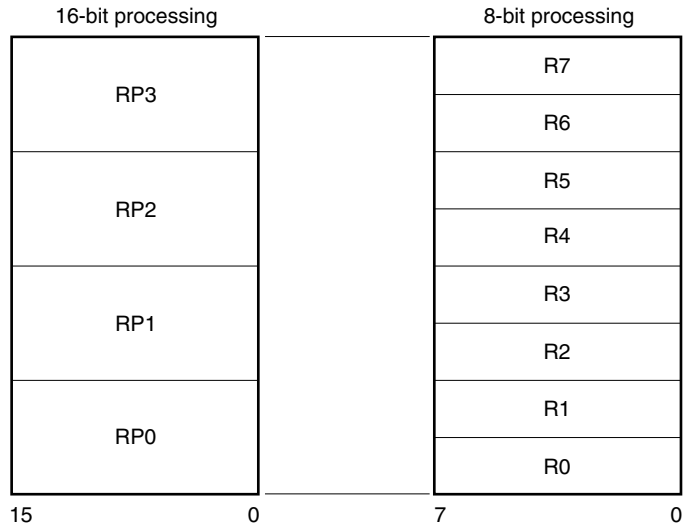 16-bit processing
8-bit processing
RP3
RP2
RP1
RP0
R7
R6
R5
R4
R3
R2
R1
R0
15 0
7 0